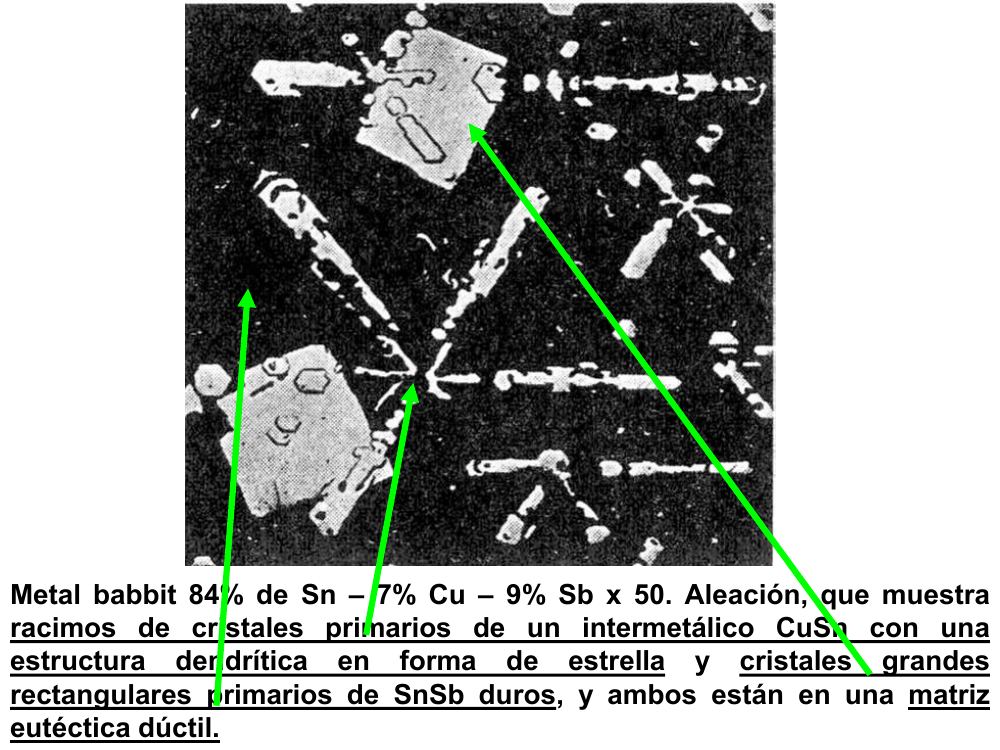 Metal babbit 84% de Sn – 7% Cu – 9% Sb x 50. Aleación, que muestra
racimos de cristales primarios de un intermetálico CuSn con una
estructura dendrítica en forma de estrella y cristales grandes
rectangulares primarios de SnSb duros, y ambos están en una matriz
eutéctica dúctil.